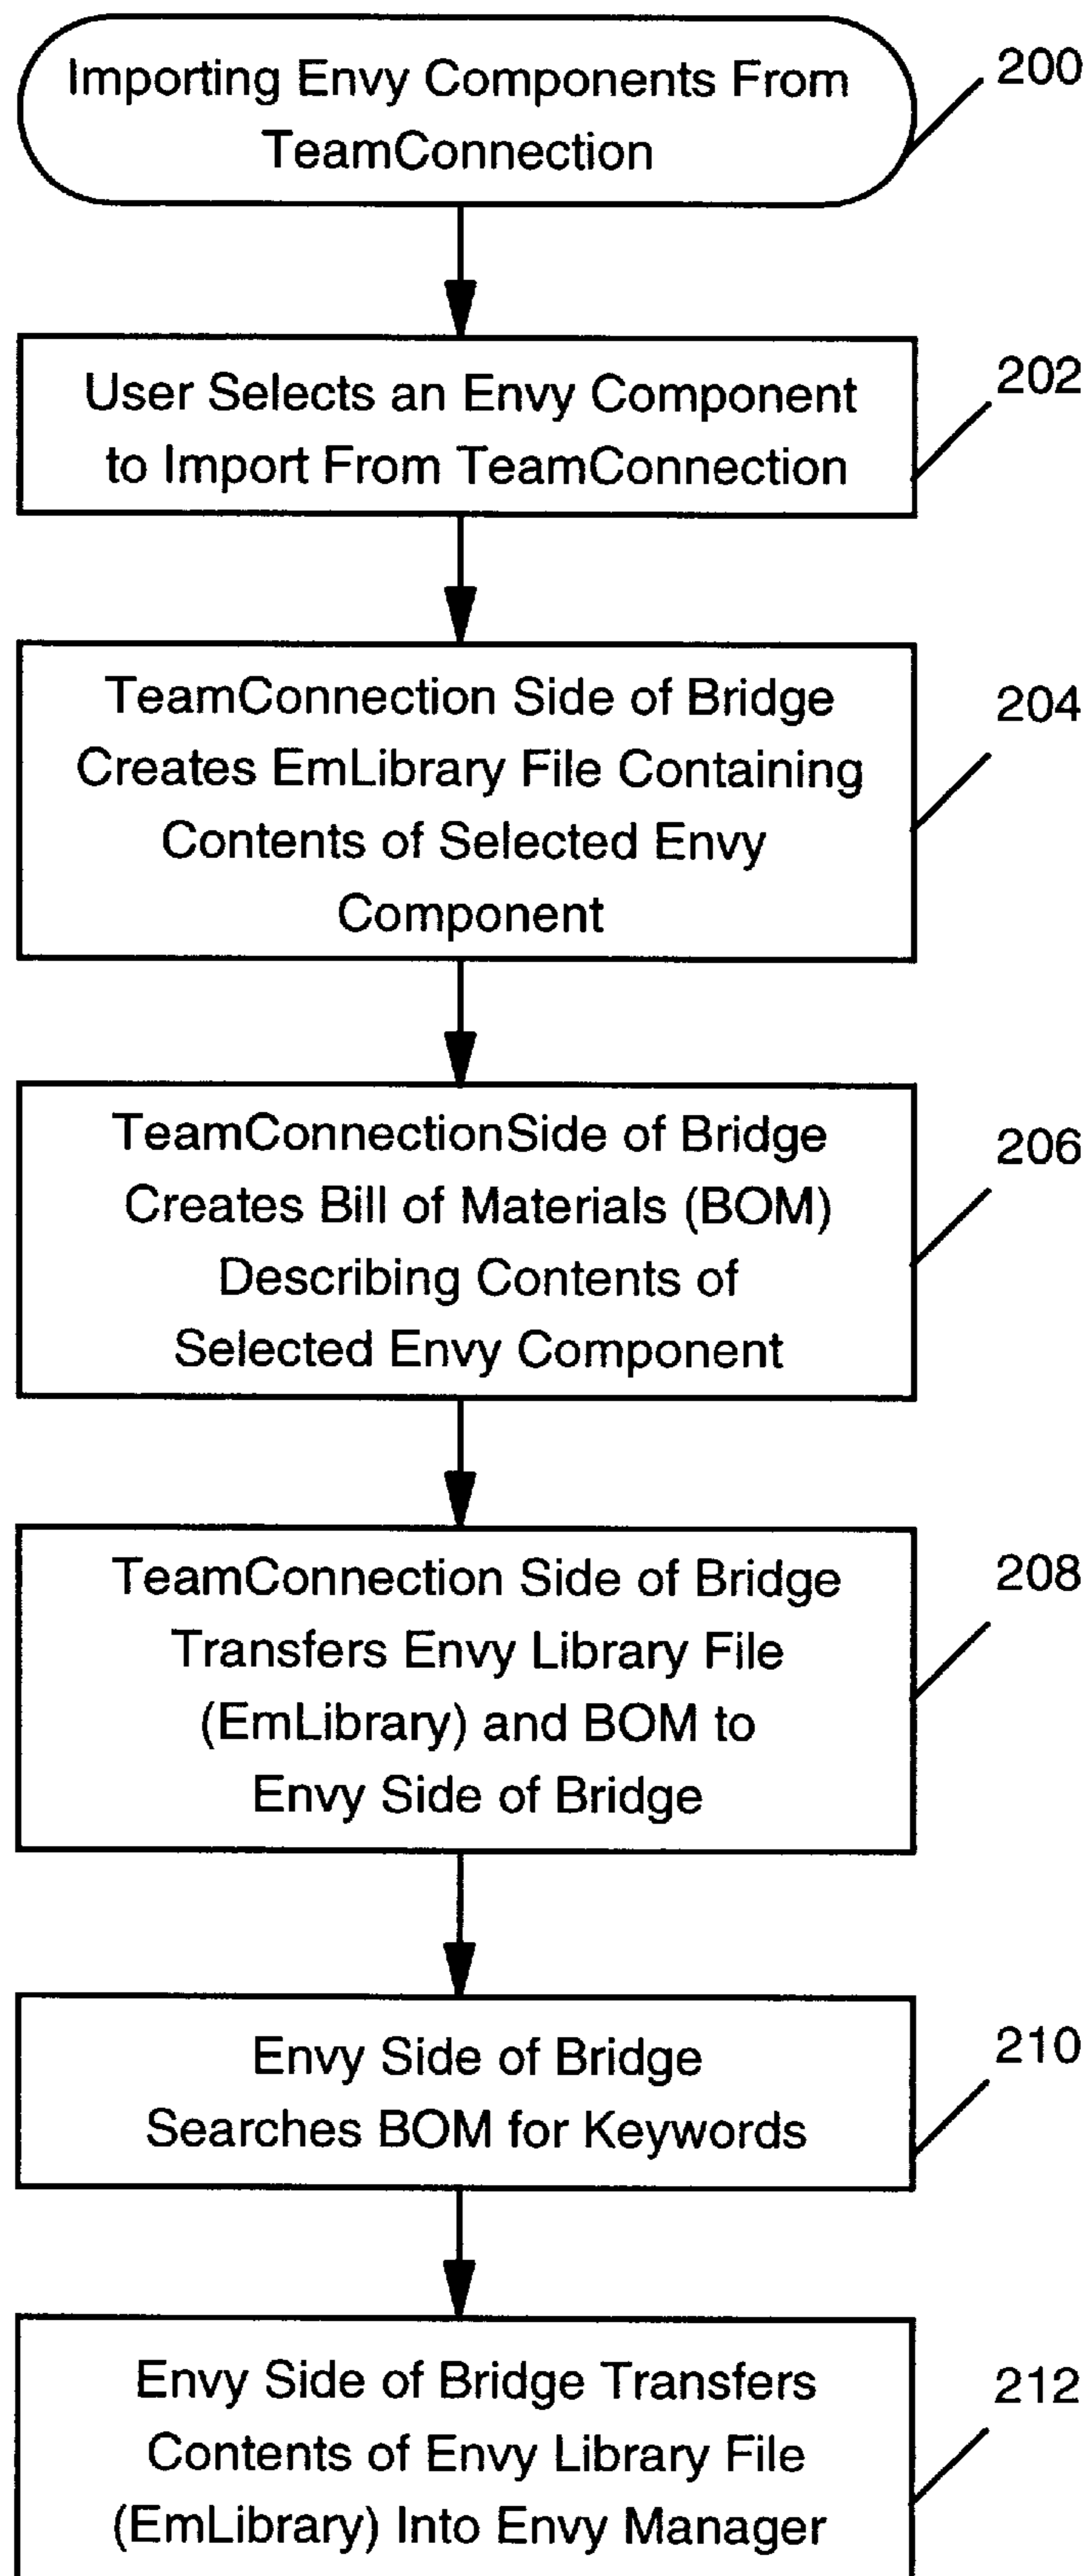 Importing Envy Components From
TeamConnection
200
User Selects an Envy Component
to Import From TeamConnection
202
TeamConnection Side of Bridge
Creates EmLibrary File Containing
Contents of Selected Envy
Component
204
TeamConnectionSide of Bridge
Creates Bill of Materials (BOM)
Describing Contents of
Selected Envy Component
206
TeamConnection Side of Bridge
Transfers Envy Library File
(EmLibrary) and BOM to
Envy Side of Bridge
208
Envy Side of Bridge
Searches BOM for Keywords
210
Envy Side of Bridge Transfers
Contents of Envy Library File
(EmLibrary) Into Envy Manager
212